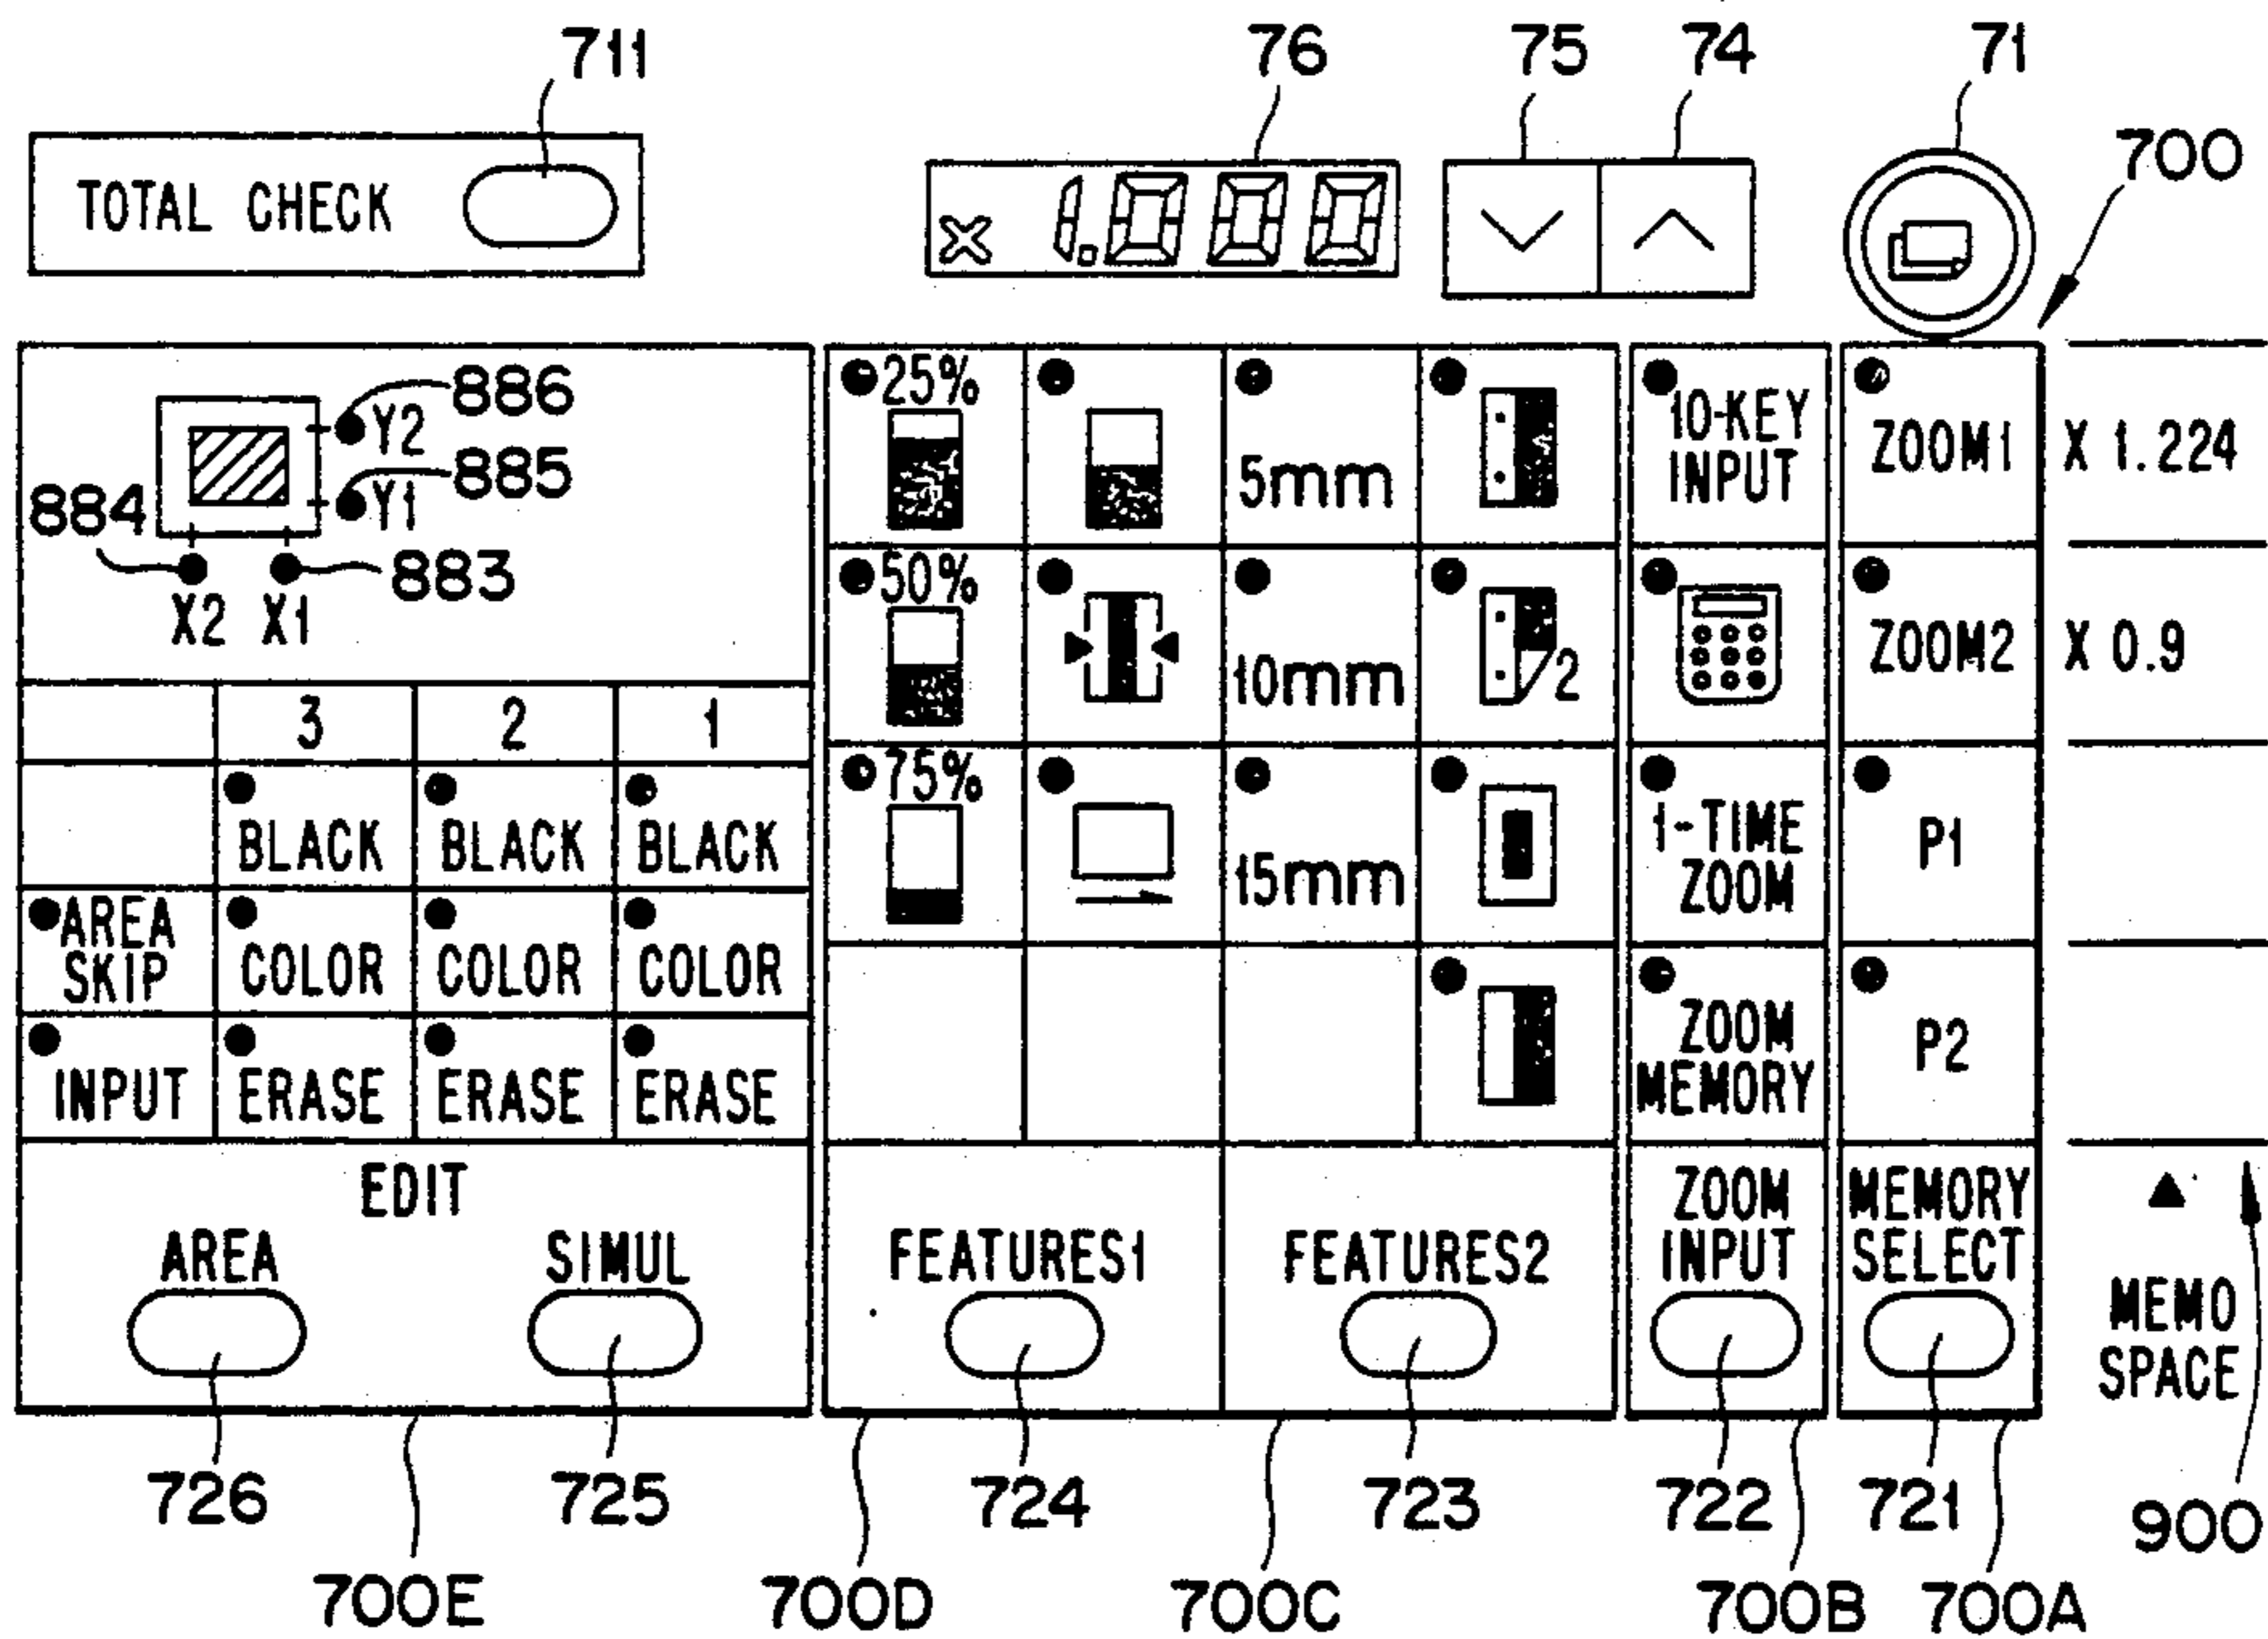 711
76
75
74
71
700
TOTAL CHECK
x 1.000
886
Y2
885
Y1
884
883
X2 X1
3 2 1
BLACK BLACK BLACK
AREA SKIP
COLOR COLOR COLOR
INPUT ERASE ERASE ERASE
EDIT
AREA SIMUL
25%
50%
75%
5mm
10mm
15mm
2
FEATURES1
FEATURES2
10-KEY
INPUT
1-TIME
ZOOM
ZOOM
MEMORY
ZOOM
INPUT
ZOOM1
ZOOM2
P1
P2
MEMORY
SELECT
X 1.224
X 0.9
MEMO
SPACE
726
725
724
723
722
721
900
700E
700D
700C
700B
700A